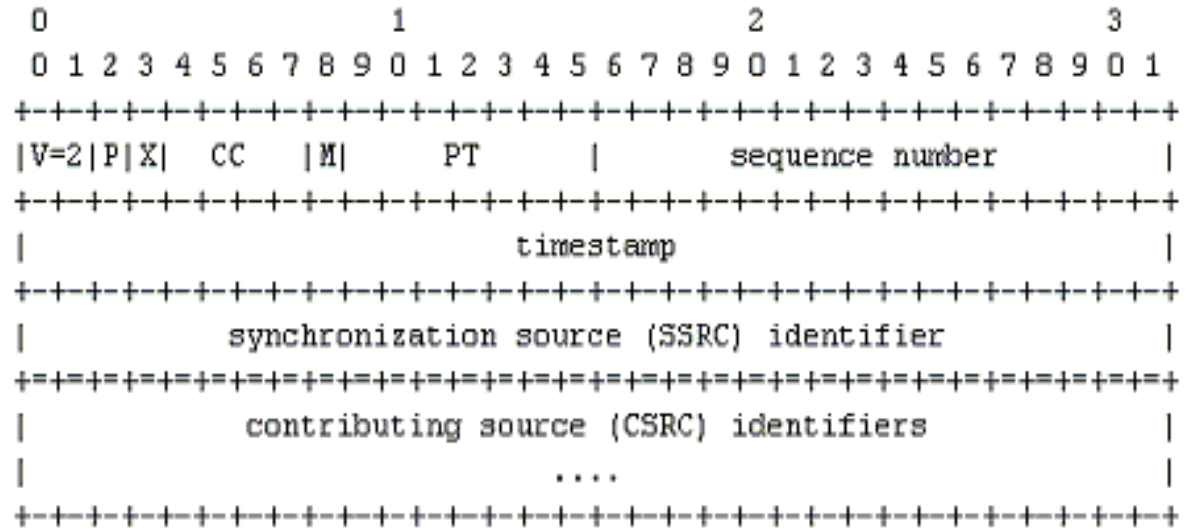 0                   1                   2                   3
 0 1 2 3 4 5 6 7 8 9 0 1 2 3 4 5 6 7 8 9 0 1 2 3 4 5 6 7 8 9 0 1
+-+-+-+-+-+-+-+-+-+-+-+-+-+-+-+-+-+-+-+-+-+-+-+-+-+-+-+-+-+-+-+-+
|V=2|P|X|  CC   |M|     PT      |       sequence number         |
+-+-+-+-+-+-+-+-+-+-+-+-+-+-+-+-+-+-+-+-+-+-+-+-+-+-+-+-+-+-+-+-+
|                           timestamp                           |
+-+-+-+-+-+-+-+-+-+-+-+-+-+-+-+-+-+-+-+-+-+-+-+-+-+-+-+-+-+-+-+-+
|           synchronization source (SSRC) identifier            |
+=+=+=+=+=+=+=+=+=+=+=+=+=+=+=+=+=+=+=+=+=+=+=+=+=+=+=+=+=+=+=+=+
|            contributing source (CSRC) identifiers             |
|                             ....                              |
+-+-+-+-+-+-+-+-+-+-+-+-+-+-+-+-+-+-+-+-+-+-+-+-+-+-+-+-+-+-+-+-+